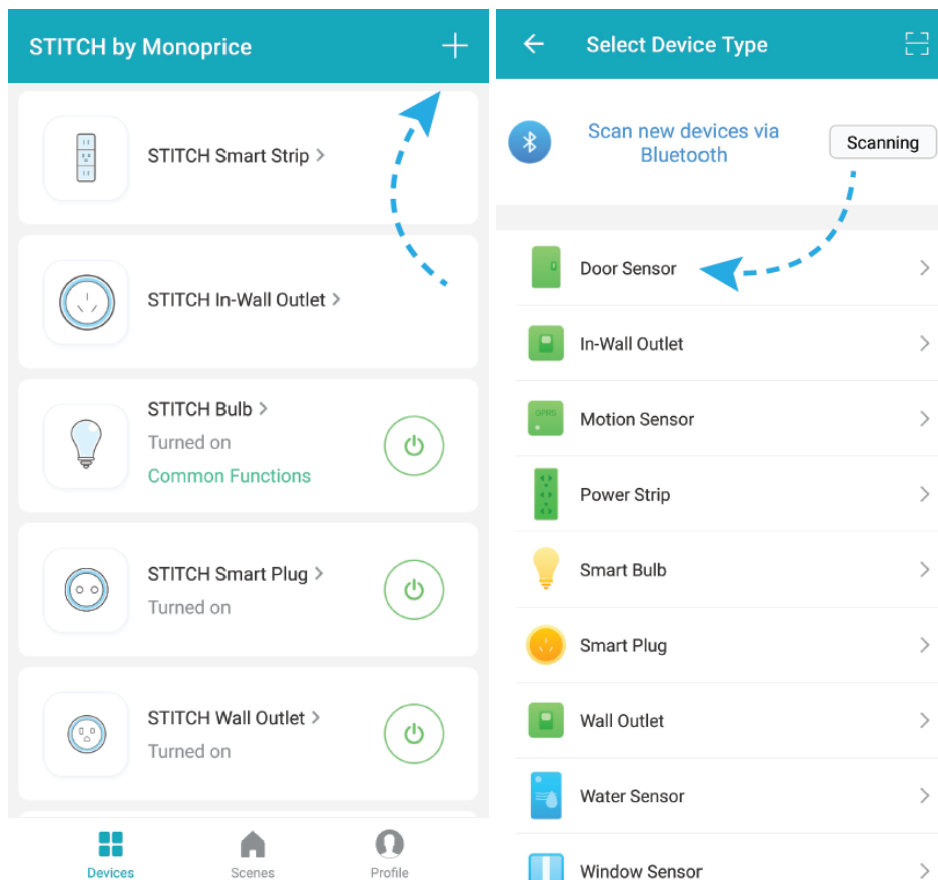 STITCH by Monoprice
STITCH Smart Strip >
STITCH In-Wall Outlet >
STITCH Bulb >
Turned on
Common Functions
STITCH Smart Plug >
Turned on
STITCH Wall Outlet >
Turned on
Devices
Scenes
Profile
Select Device Type
Scan new devices via
Bluetooth
Scanning
Door Sensor
In-Wall Outlet
GPRS
Motion Sensor
Power Strip
Smart Bulb
Smart Plug
Wall Outlet
Water Sensor
Window Sensor